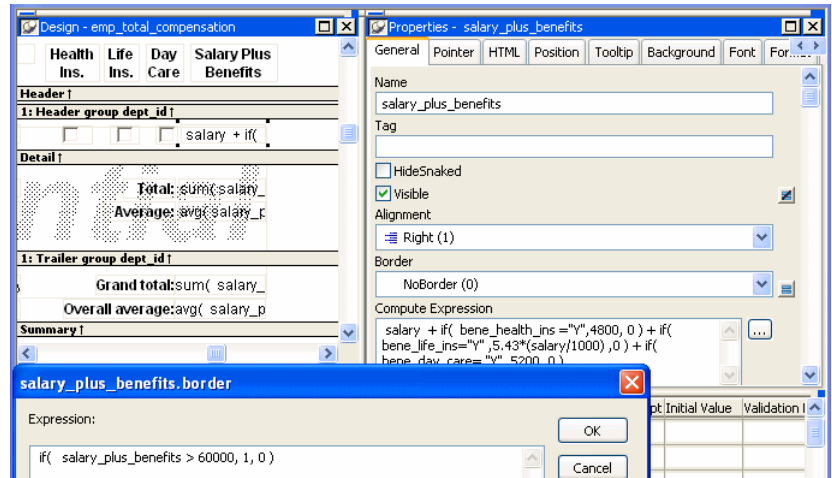 Design - emp_total_compensation
Health Life Day Salary Plus
Ins. Ins. Care Benefits
Header ↑
1: Header group dept_id ↑
salary + if(
Detail ↑
Total: sum(salary_
Average: avg( salary_p
1: Trailer group dept_id ↑
Grand total: sum( salary_
Overall average: avg( salary_p
Summary ↑
Properties - salary_plus_benefits
General Pointer HTML Position Tooltip Background Font
Name
salary_plus_benefits
Tag
HideSnaked
Visible
Alignment
Right (1)
Border
NoBorder (0)
Compute Expression
salary + if( bene_health_ins ="Y",4800, 0 ) + if(
bene_life_ins="Y" ,5.43*(salary/1000) ,0 ) + if(
bene_day_care= "Y", 5200, 0 )
...
salary_plus_benefits.border
Expression:
if( salary_plus_benefits > 60000, 1, 0 )
OK
Cancel
pt Initial Value Validation